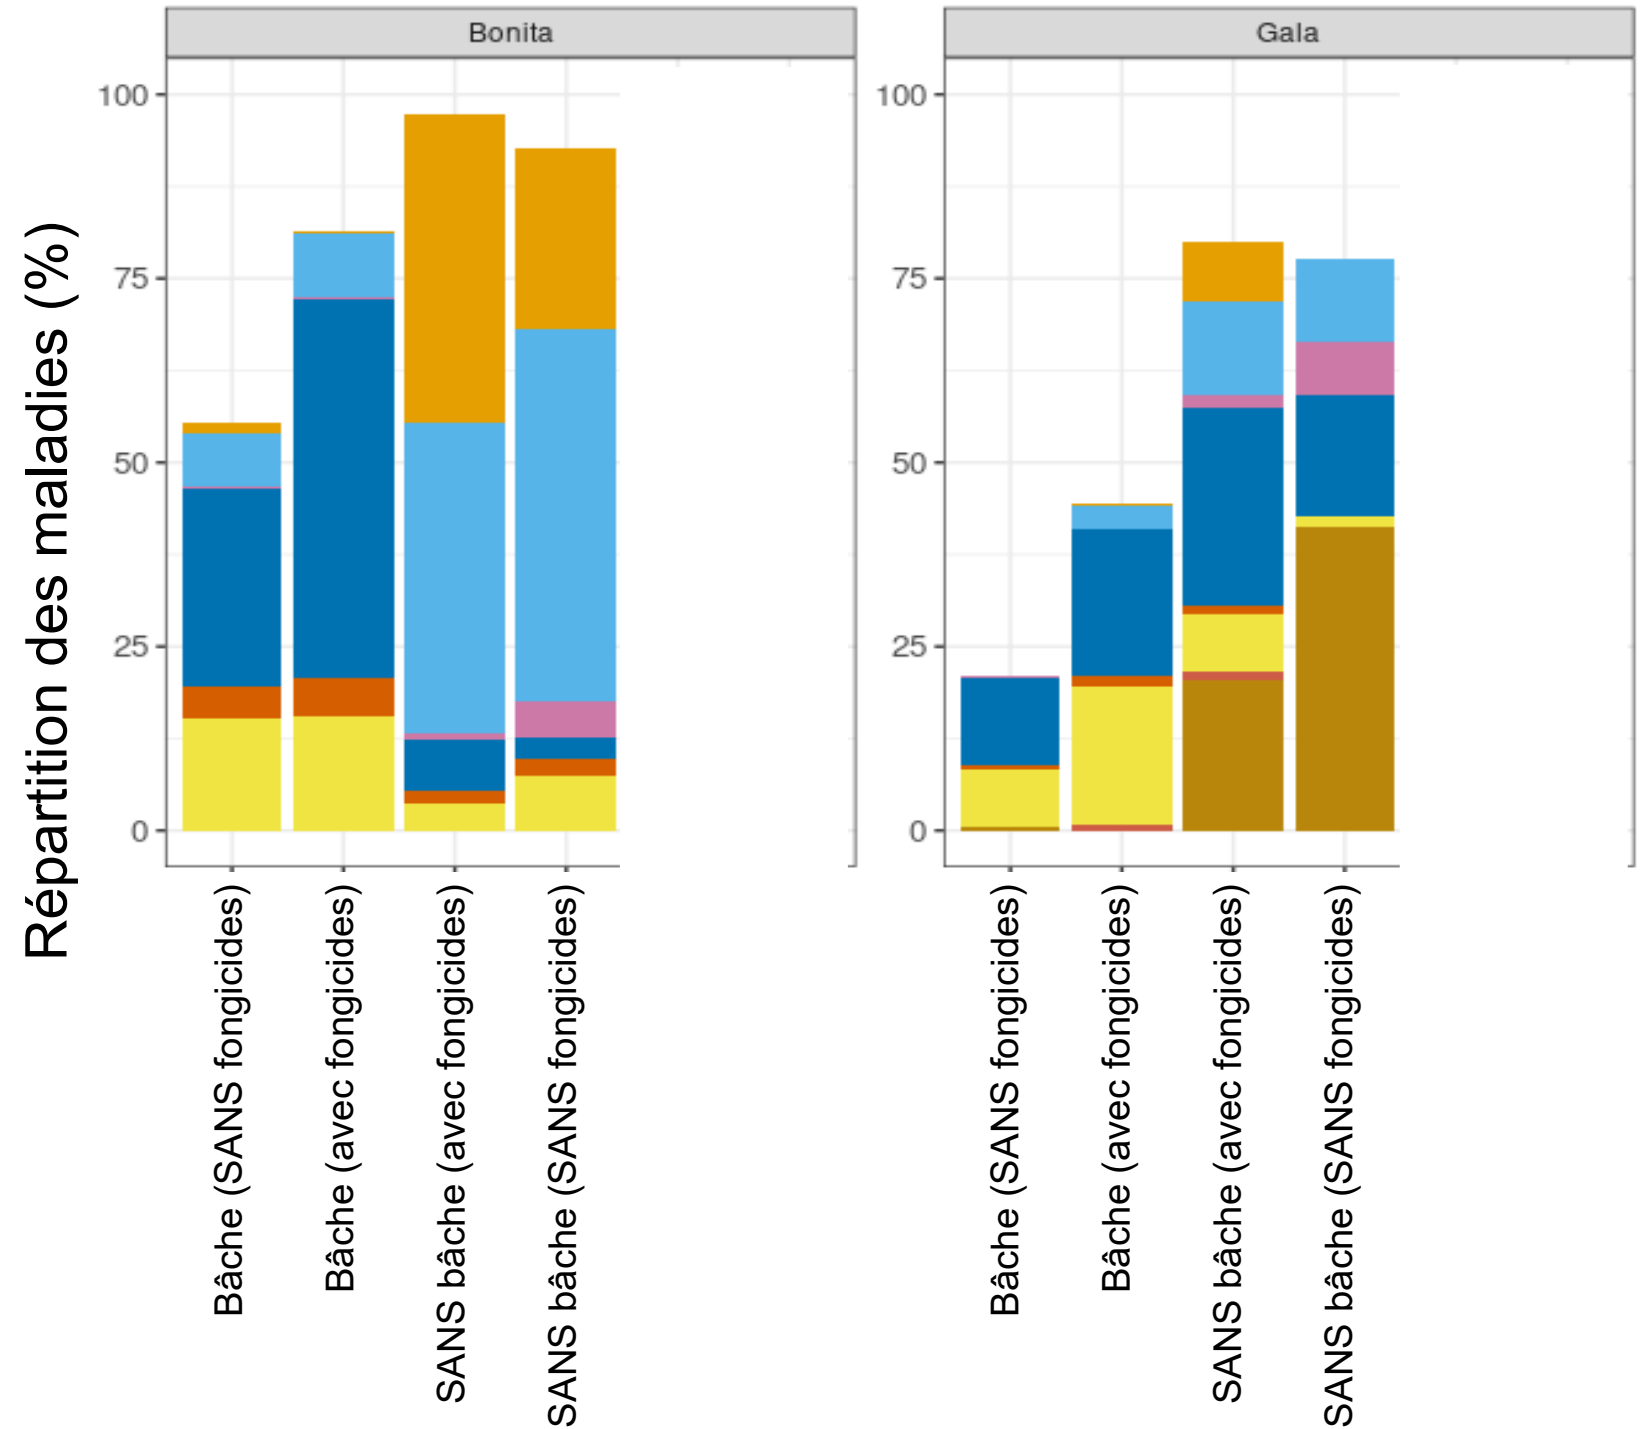 Bonita
Gala
Répartition des maladies (%)
100
75
50
25
0
100
75
50
25
0
Bâche (SANS fongicides)
Bâche (avec fongicides)
SANS bâche (avec fongicides)
SANS bâche (SANS fongicides)
Bâche (SANS fongicides)
Bâche (avec fongicides)
SANS bâche (avec fongicides)
SANS bâche (SANS fongicides)